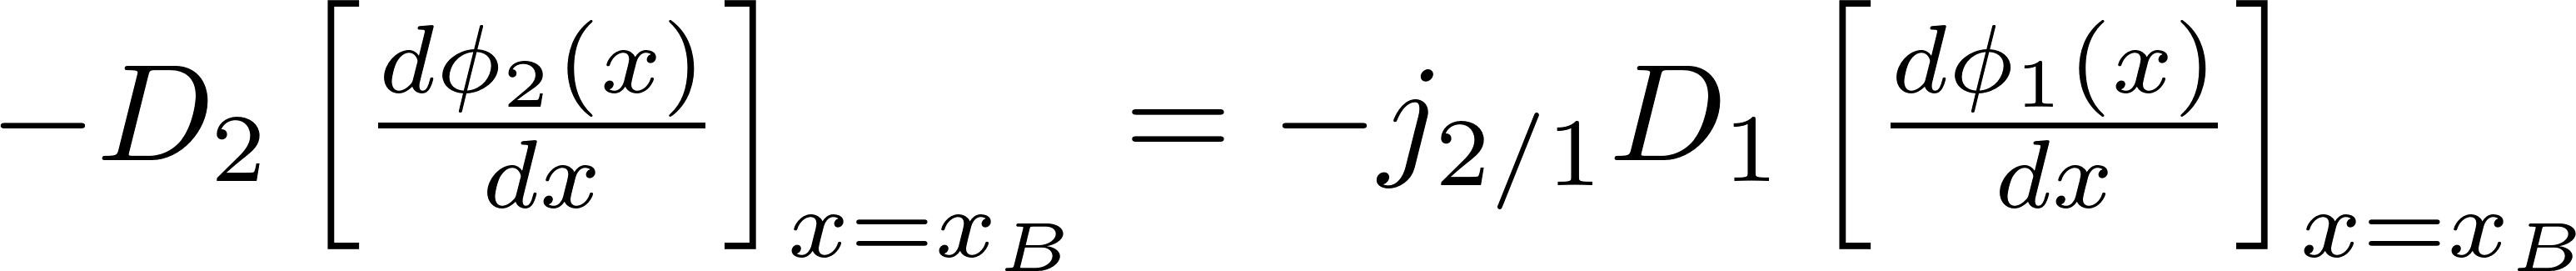 $-D_2 \left[ \frac{d\phi_2(x)}{dx} \right]_{x=x_B} = -j_{2/1} D_1 \left[ \frac{d\phi_1(x)}{dx} \right]_{x=x_B}$